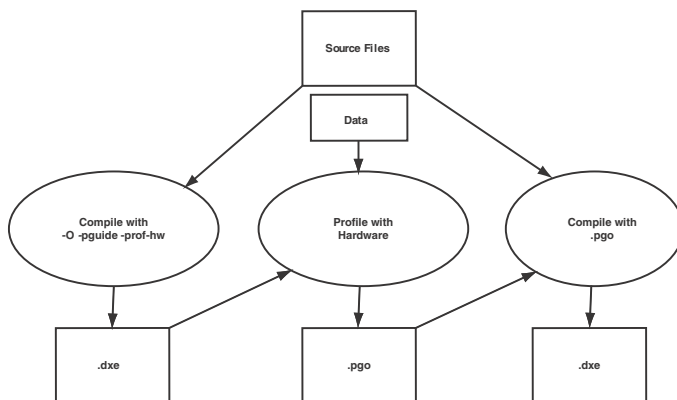 Source Files
Data
Compile with
-O -pguide -prof-hw
Profile with
Hardware
Compile with
.pgo
.dxe
.pgo
.dxe